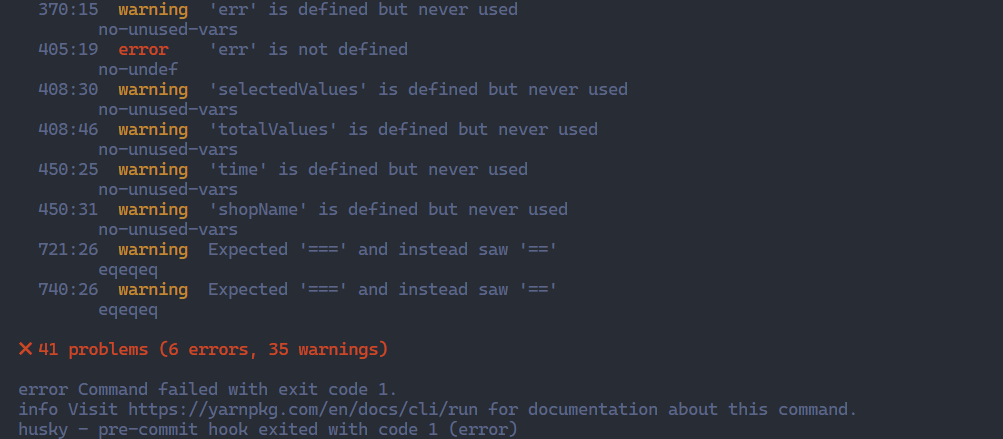 370:15 warning 'err' is defined but never used
no-unused-vars
405:19 error 'err' is not defined
no-undef
408:30 warning 'selectedValues' is defined but never used
no-unused-vars
408:46 warning 'totalValues' is defined but never used
no-unused-vars
450:25 warning 'time' is defined but never used
no-unused-vars
450:31 warning 'shopName' is defined but never used
no-unused-vars
721:26 warning Expected '===' and instead saw '=='
eqeqeq
740:26 warning Expected '===' and instead saw '=='
eqeqeq
✕ 41 problems (6 errors, 35 warnings)
error Command failed with exit code 1.
info Visit https://yarnpkg.com/en/docs/cli/run for documentation about this command.
husky - pre-commit hook exited with code 1 (error)